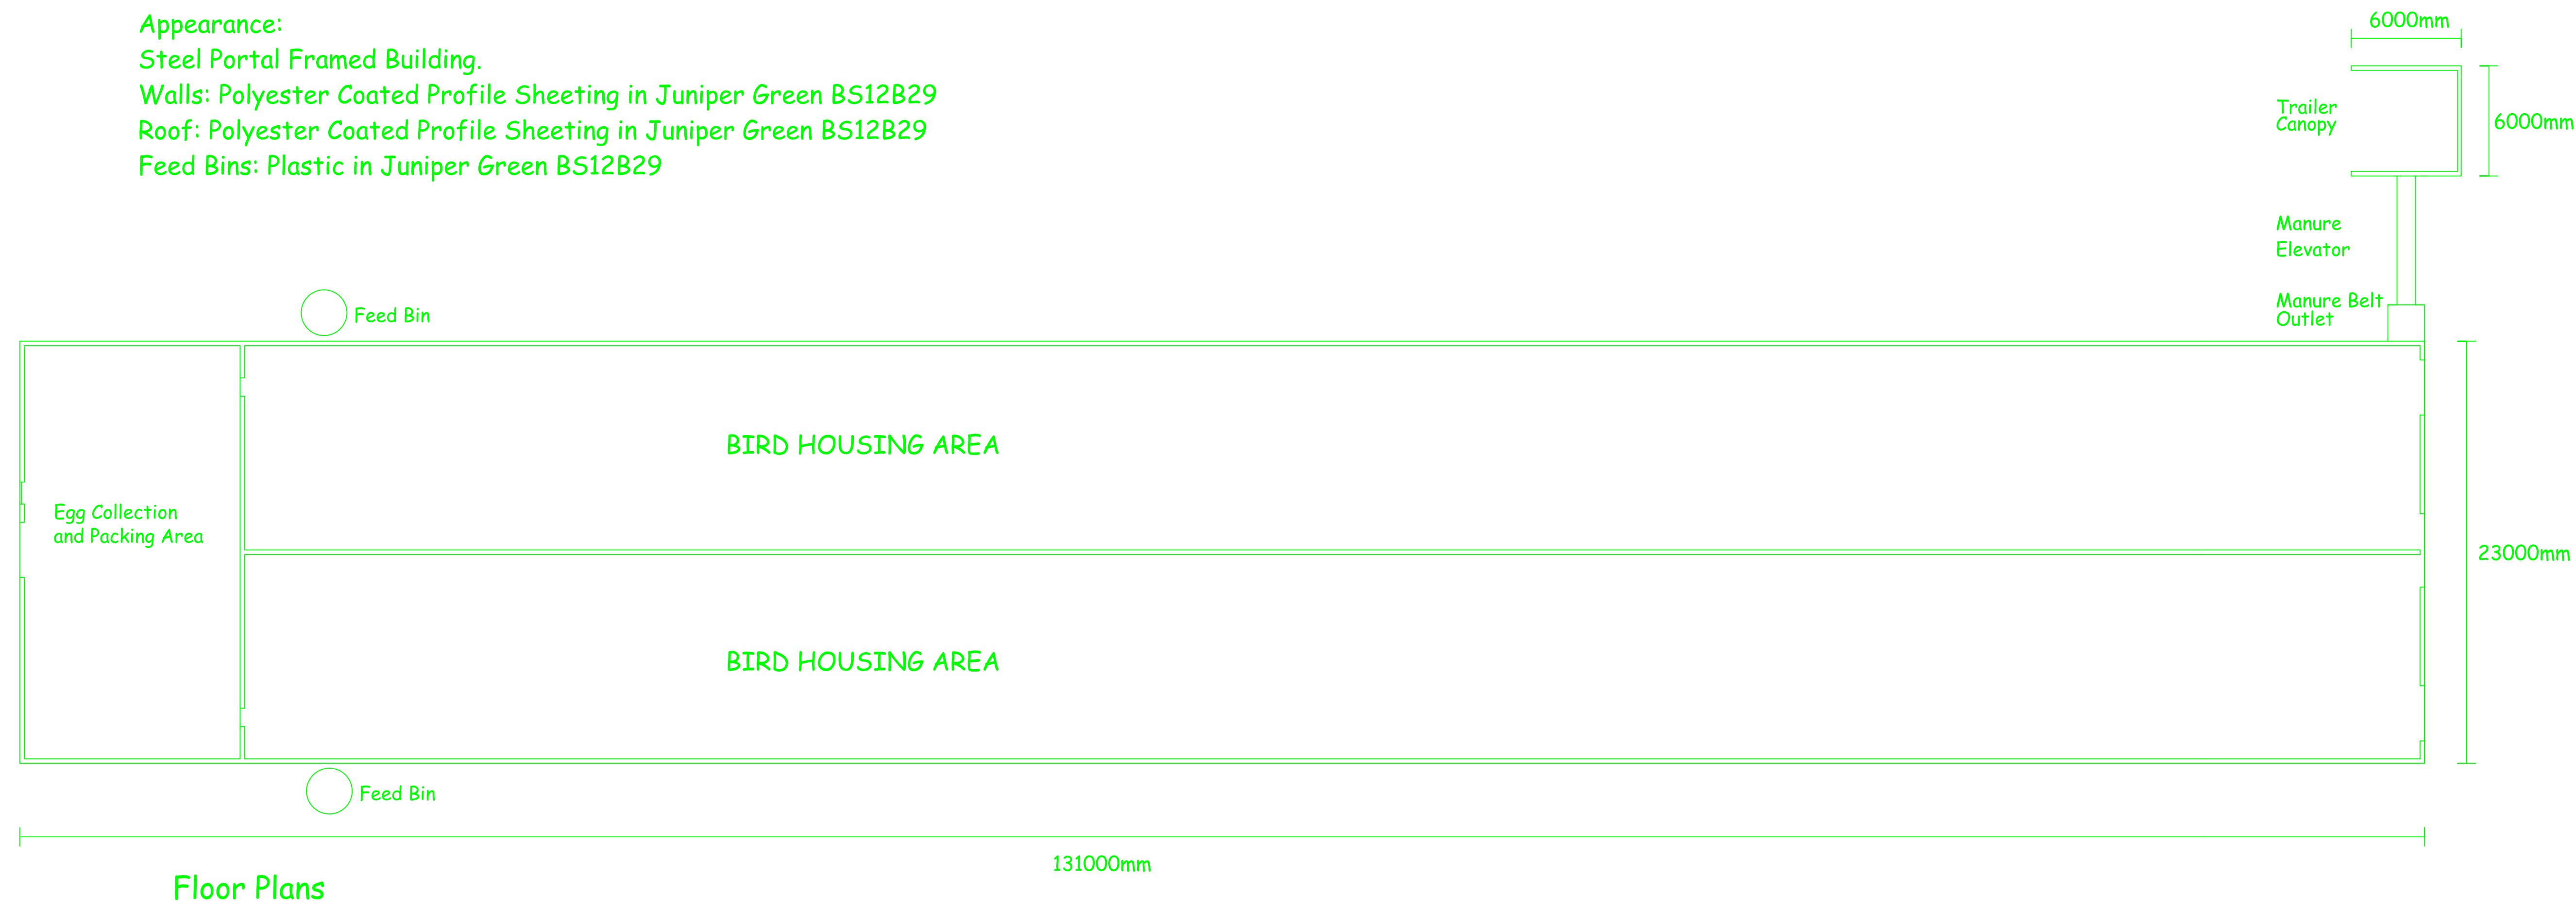 Appearance:
Steel Portal Framed Building.
Walls: Polyester Coated Profile Sheeting in Juniper Green BS12B29
Roof: Polyester Coated Profile Sheeting in Juniper Green BS12B29
Feed Bins: Plastic in Juniper Green BS12B29
6000mm
Trailer
Canopy
6000mm
Manure
Elevator
Manure Belt
Outlet
Feed Bin
BIRD HOUSING AREA
Egg Collection
and Packing Area
23000mm
BIRD HOUSING AREA
Feed Bin
131000mm
Floor Plans